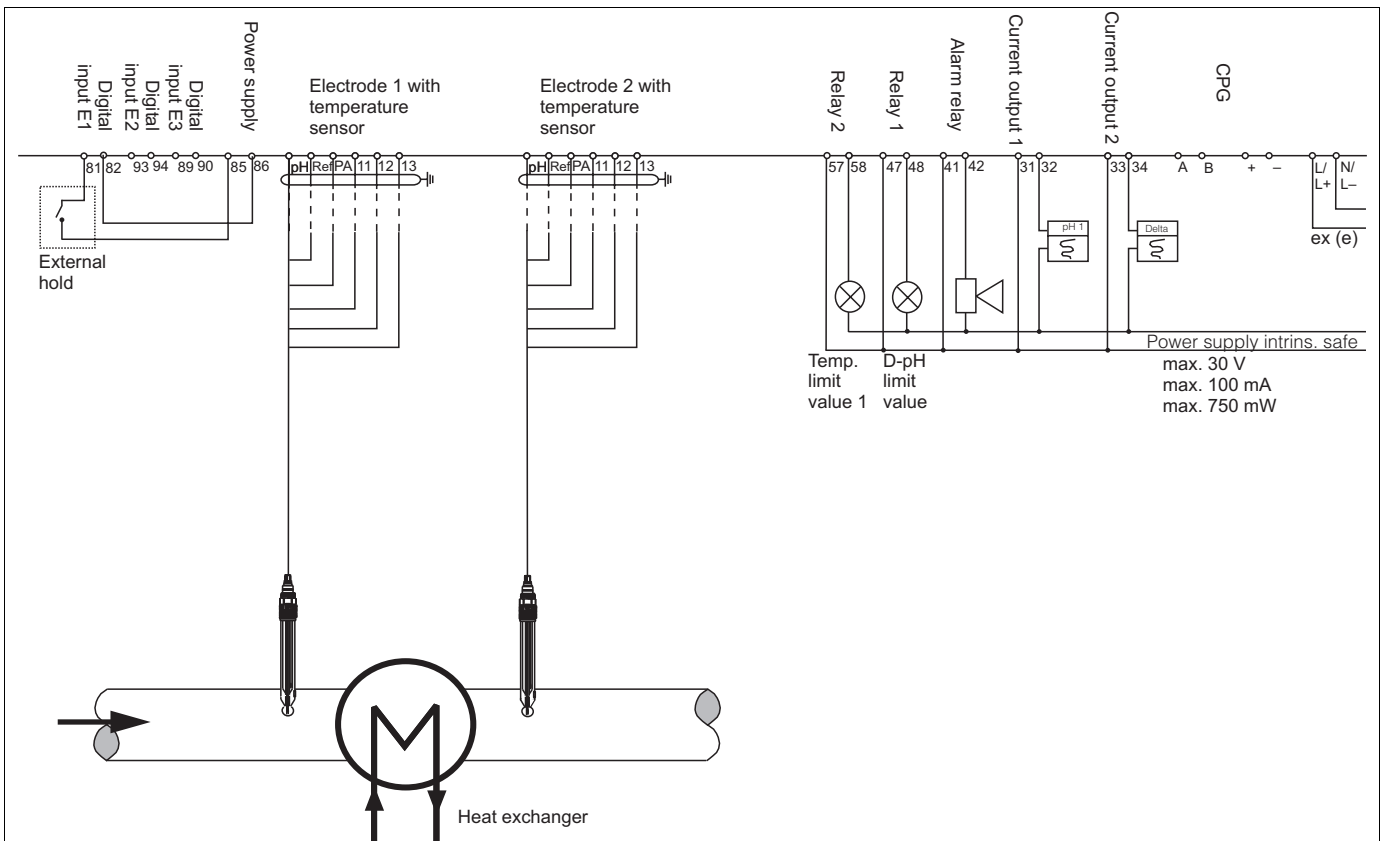 Digital
input E1
Digital
input E2
Digital
input E3
Power supply
Electrode 1 with
temperature
sensor
Electrode 2 with
temperature
sensor
Relay 2
Relay 1
Alarm relay
Current output 1
Current output 2
CPG
81 82 93 94 89 90 85 86
pH Ref PA 11 12 13
pH Ref PA 11 12 13
57 58 47 48 41 42 31 32 33 34 A B + – L/ N/
L+ L–
ex (e)
pH 1
Delta
External
hold
Power supply intrins. safe
max. 30 V
max. 100 mA
max. 750 mW
Temp.
limit
value 1
D-pH
limit
value
Heat exchanger